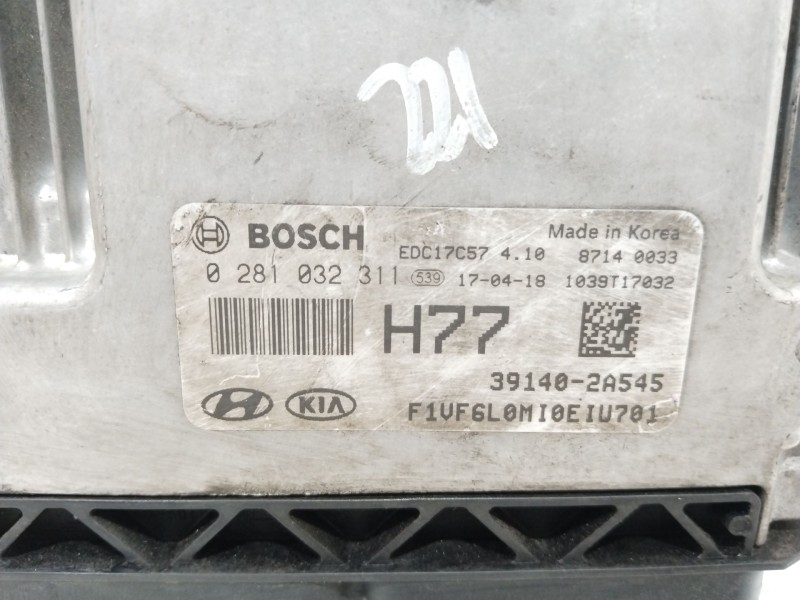 221
BOSCH
Made in Korea
EDC17C57 4.10 8714 0033
0 281 032 311 539 17-04-18 1039T17032
H77
39140-2A545
KIA
F1VF6L0MI0EIU701